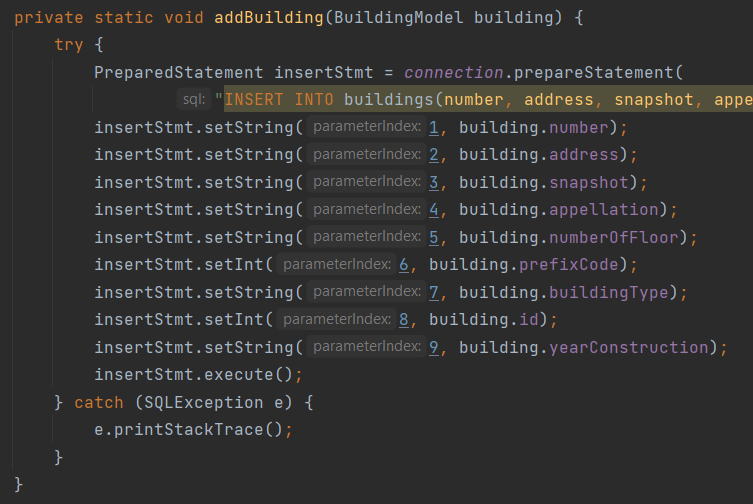 private static void addBuilding(BuildingModel building) {
try {
PreparedStatement insertStmt = connection.prepareStatement(
sql: "INSERT INTO buildings(number, address, snapshot, appe
insertStmt.setString( parameterIndex: 1, building.number);
insertStmt.setString( parameterIndex: 2, building.address);
insertStmt.setString( parameterIndex: 3, building.snapshot);
insertStmt.setString( parameterIndex: 4, building.appellation);
insertStmt.setString( parameterIndex: 5, building.numberOfFloor);
insertStmt.setInt( parameterIndex: 6, building.prefixCode);
insertStmt.setString( parameterIndex: 7, building.buildingType);
insertStmt.setInt( parameterIndex: 8, building.id);
insertStmt.setString( parameterIndex: 9, building.yearConstruction);
insertStmt.execute();
} catch (SQLException e) {
e.printStackTrace();
}
}